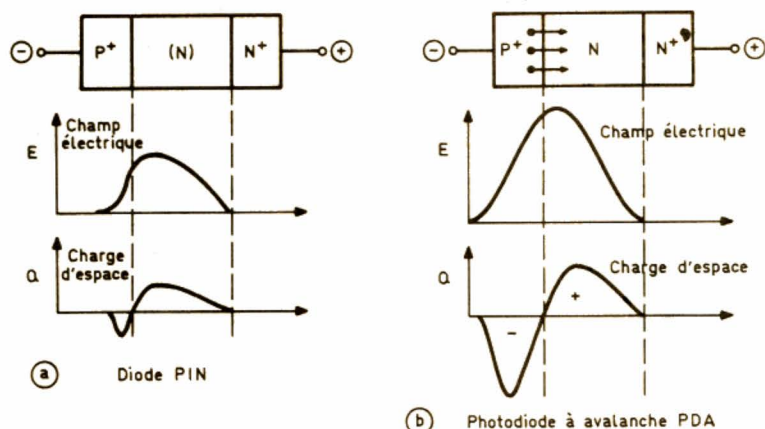 − P+ (N) N+ +
Champ
électrique
E
Charge
d'espace
Q
a Diode PIN
− P+ N N+ +
Champ électrique
E
Charge d'espace
Q
+
−
b Photodiode à avalanche PDA